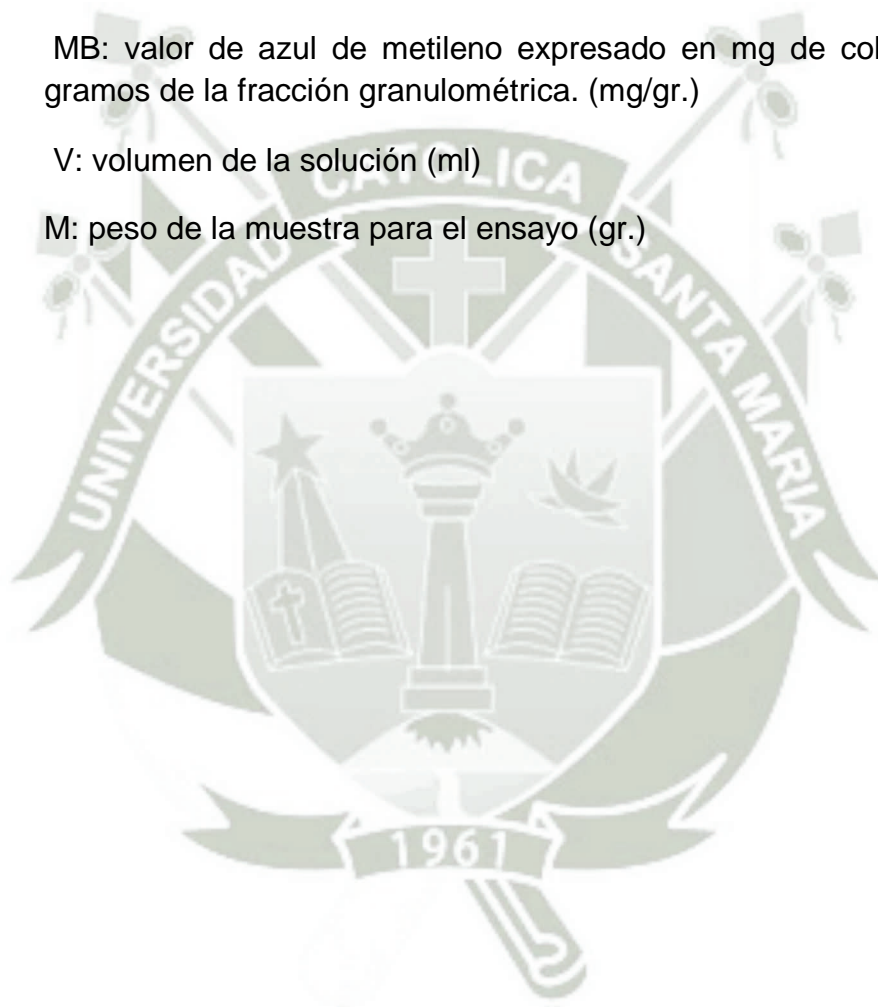 MB: valor de azul de metileno expresado en mg de
gramos de la fracción granulométrica. (mg/gr.)
V: volumen de la solución (ml)
M: peso de la muestra para el ensayo (gr.)
UNIVERSIDAD CATOLICA SANTA MARIA
1961